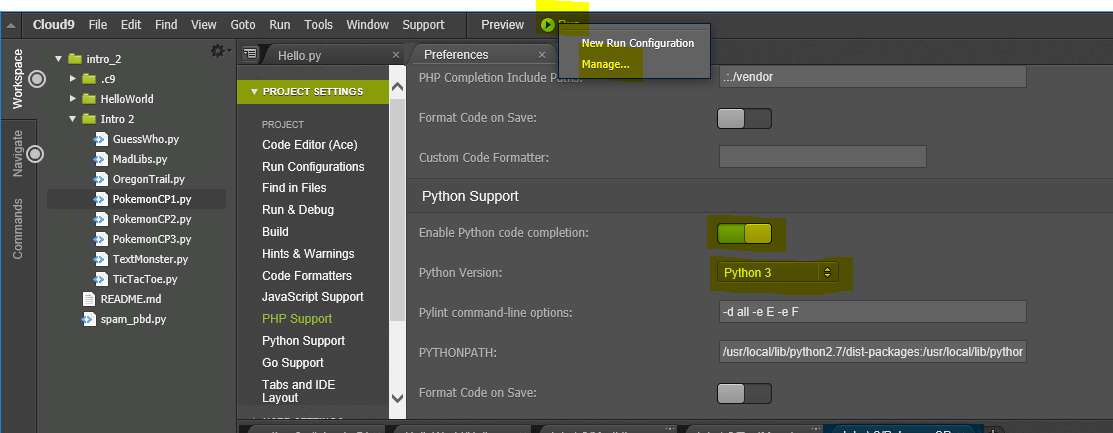 Cloud9 File Edit Find View Goto Run Tools Window Support Preview Run
New Run Configuration
Manage...
Workspace
Navigate
Commands
intro_2
.c9
HelloWorld
Intro 2
GuessWho.py
MadLibs.py
OregonTrail.py
PokemonCP1.py
PokemonCP2.py
PokemonCP3.py
TextMonster.py
TicTacToe.py
README.md
spam_pbd.py
Hello.py
Preferences
PROJECT SETTINGS
PROJECT
Code Editor (Ace)
Run Configurations
Find in Files
Run & Debug
Build
Hints & Warnings
Code Formatters
JavaScript Support
PHP Support
Python Support
Go Support
Tabs and IDE
Layout
PHP Completion Include Paths: .:./vendor
Format Code on Save:
Custom Code Formatter:
Python Support
Enable Python code completion:
Python Version: Python 3
Pylint command-line options: -d all -e E -e F
PYTHONPATH: /usr/local/lib/python2.7/dist-packages:/usr/local/lib/pythor
Format Code on Save: